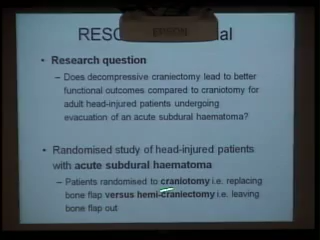 RESC al
EPSON
• Research question
– Does decompressive craniectomy lead to better
functional outcomes compared to craniotomy for
adult head-injured patients undergoing
evacuation of an acute subdural haematoma?
• Randomised study of head-injured patients
with acute subdural haematoma
– Patients randomised to craniotomy i.e. replacing
bone flap versus hemi-craniectomy i.e. leaving
bone flap out